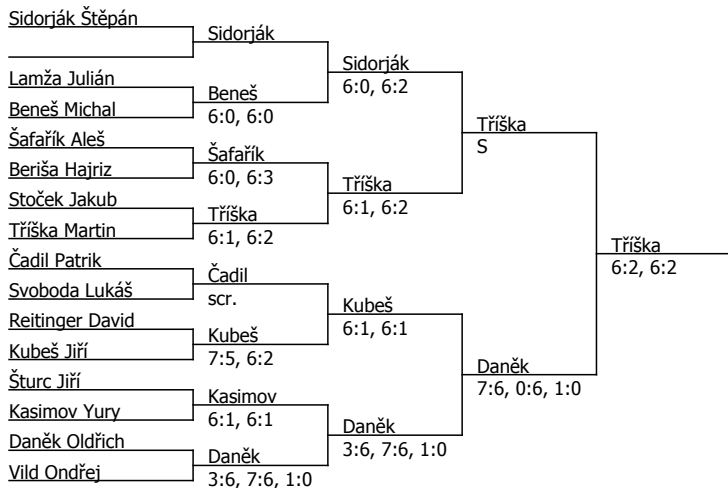 Sidorják Štěpán
Lamža Julián
Beneš Michal
Šafařík Aleš
Beriša Hajriz
Stoček Jakub
Tříška Martin
Čadil Patrik
Svoboda Lukáš
Reitinger David
Kubeš Jiří
Šturc Jiří
Kasimov Yury
Daněk Oldřich
Vild Ondřej
Sidorják
Beneš
6:0, 6:0
Šafařík
6:0, 6:3
Tříška
6:1, 6:2
Čadil
scr.
Kubeš
7:5, 6:2
Kasimov
6:1, 6:1
Daněk
3:6, 7:6, 1:0
Sidorják
6:0, 6:2
Tříška
6:1, 6:2
Kubeš
6:1, 6:1
Daněk
3:6, 7:6, 1:0
Tříška
S
Daněk
7:6, 0:6, 1:0
Tříška
6:2, 6:2